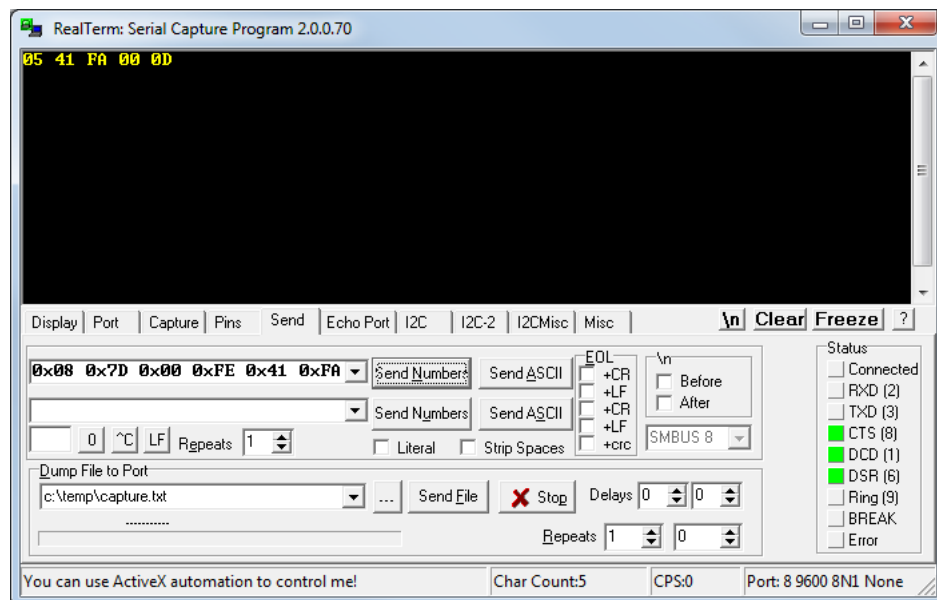 RealTerm: Serial Capture Program 2.0.0.70
05 41 FA 00 0D
Display Port Capture Pins Send Echo Port I2C I2C-2 I2CMisc Misc \n Clear Freeze ?
0x08 0x7D 0x00 0xFE 0x41 0xFA Send Numbers Send ASCII
EOL
+CR
+LF
+CR
+LF
+crc
\n
Before
After
Send Numbers Send ASCII
0 ^C LF Repeats 1 Literal Strip Spaces
SMBUS 8
Status
Connected
RXD (2)
TXD (3)
CTS (8)
DCD (1)
DSR (6)
Ring (9)
BREAK
Error
Dump File to Port
c:\temp\capture.txt ... Send File X Stop Delays 0 0
Repeats 1 0
You can use ActiveX automation to control me! Char Count:5 CPS:0 Port: 8 9600 8N1 None